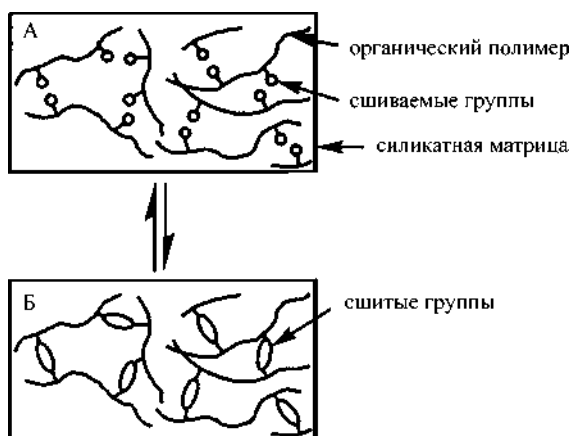 А
органический полимер
сшиваемые группы
силикатная матрица
Б
сшитые группы